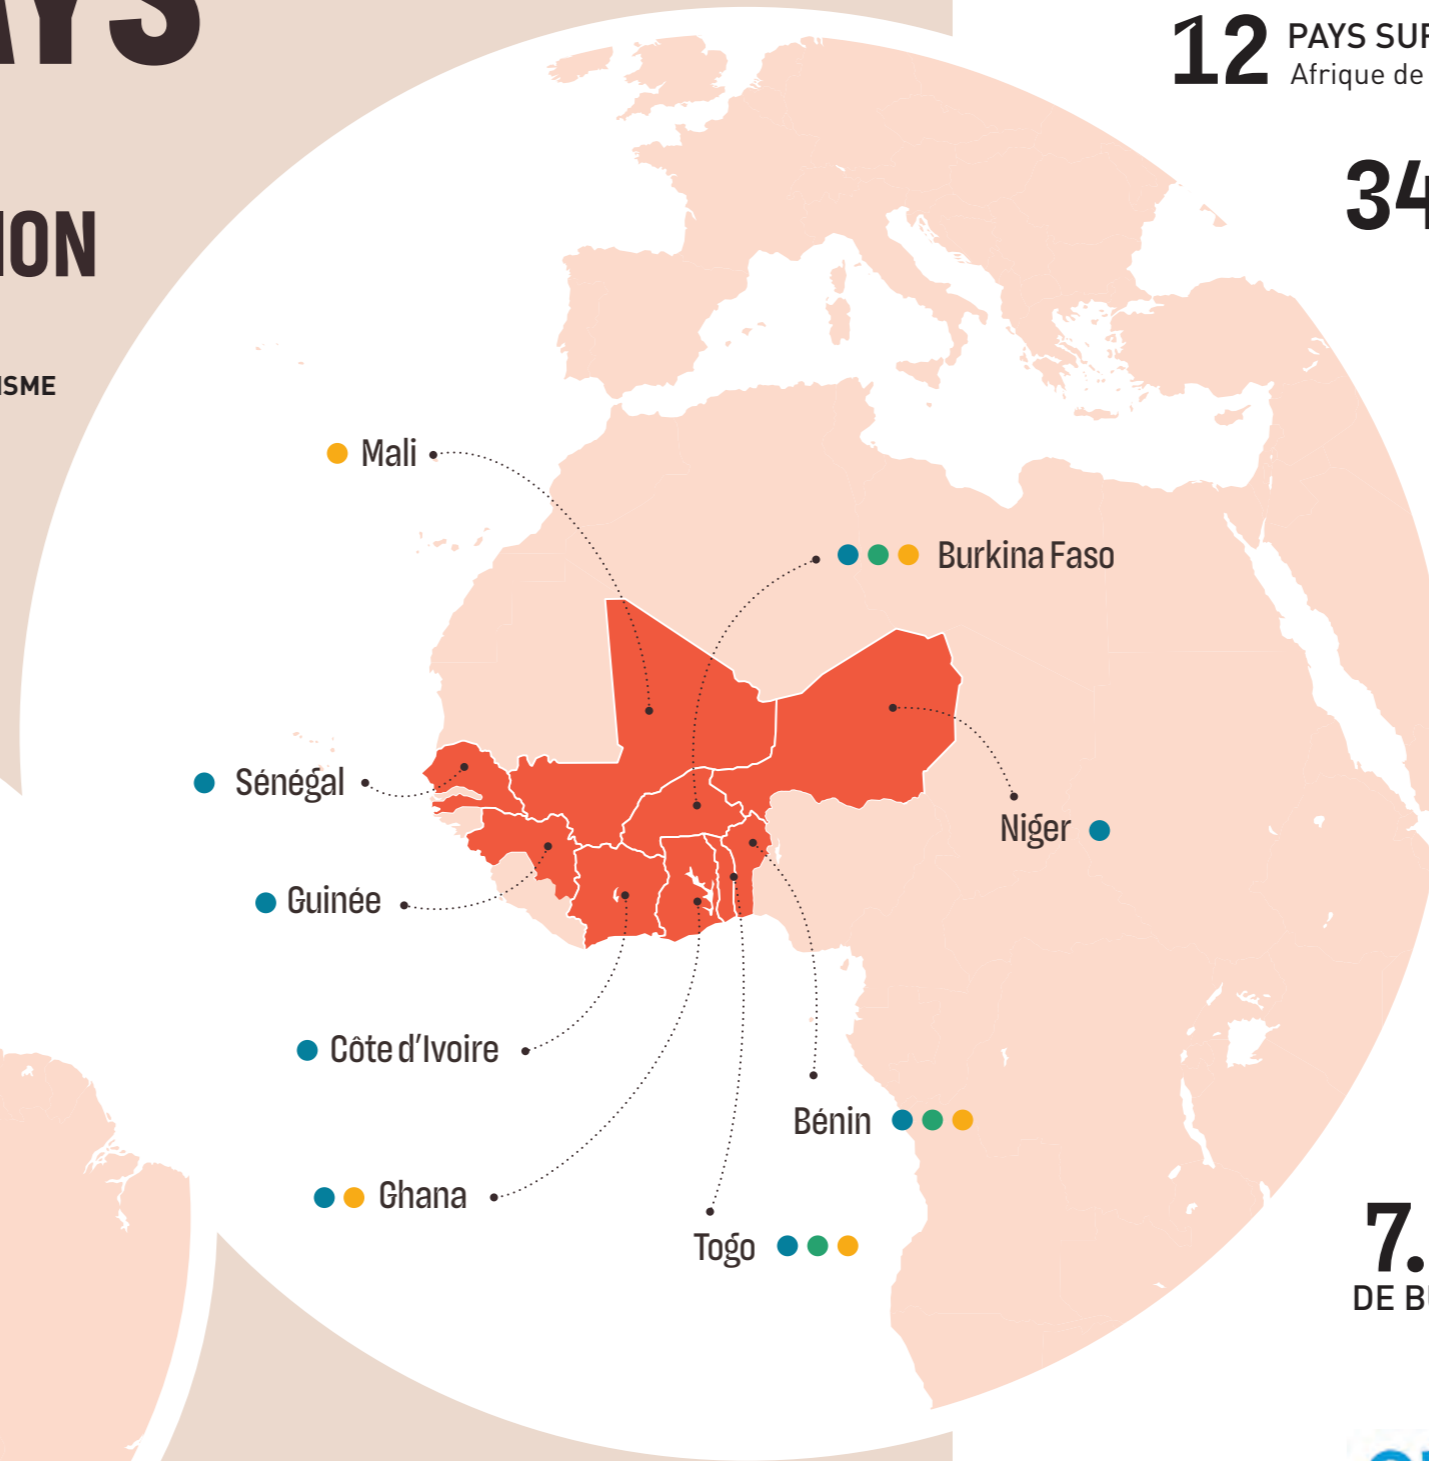 12 PAYS SUR
Afrique de
34
ION
ISME
Mali
Burkina Faso
Sénégal
Niger
Guinée
Côte d'Ivoire
Bénin
Ghana
Togo
7.